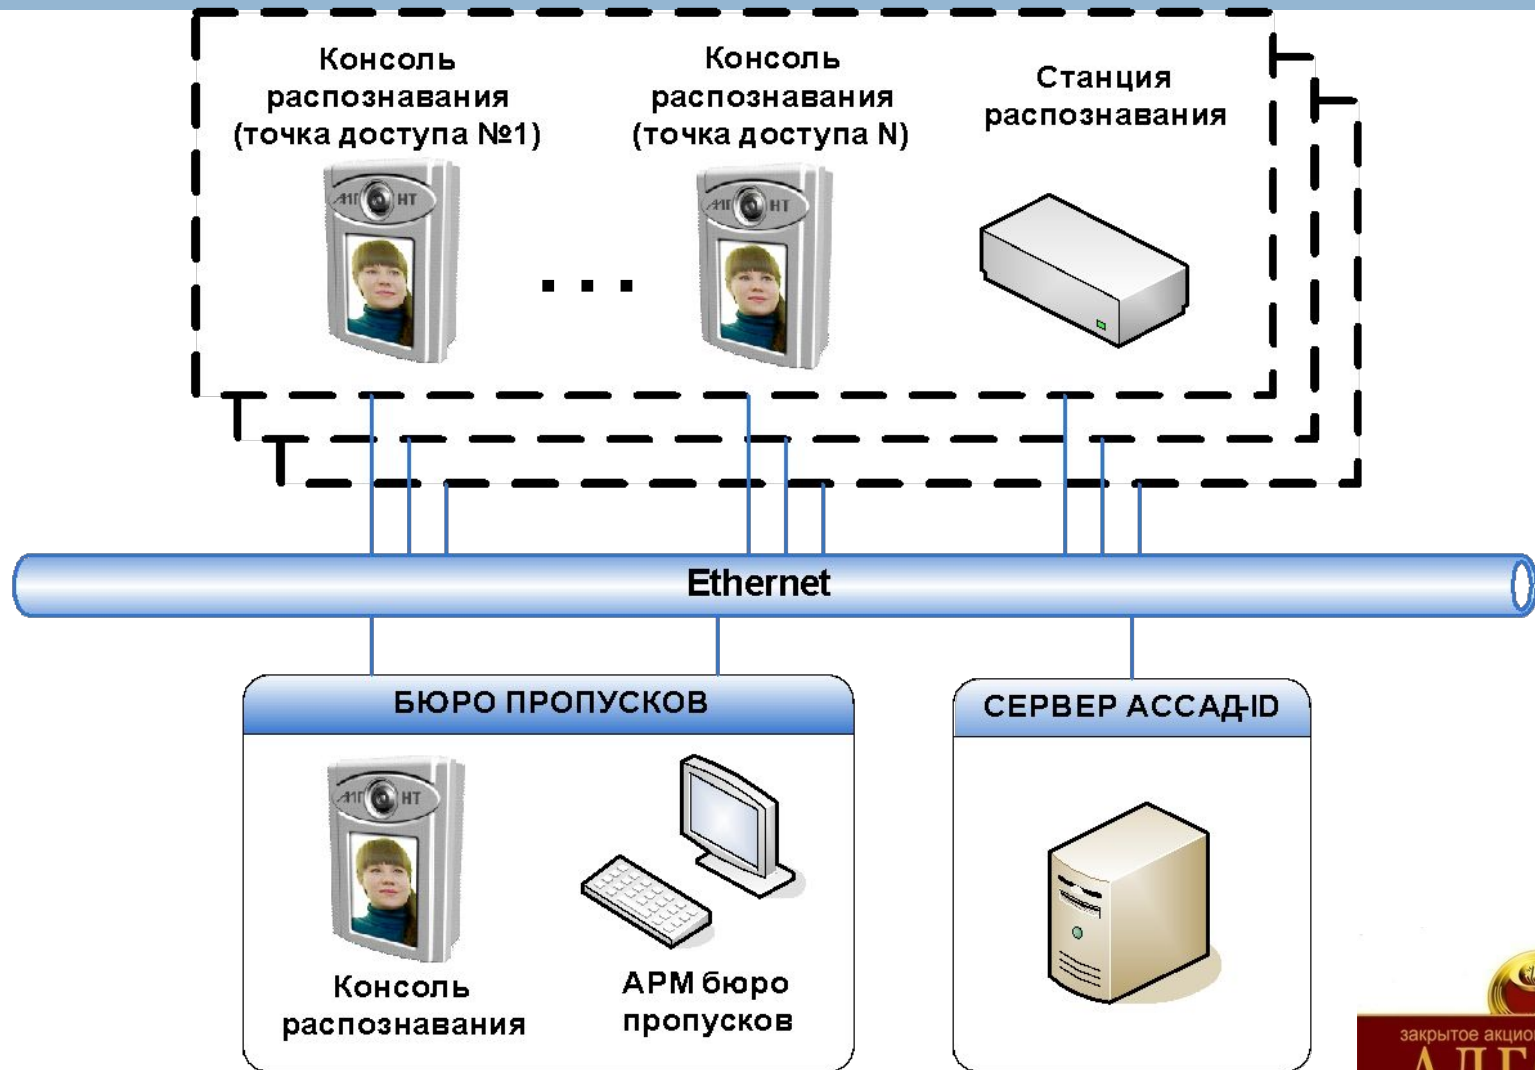 Консоль
распознавания
(точка доступа №1)
Консоль
распознавания
(точка доступа N)
Станция
распознавания
Ethernet
БЮРО ПРОПУСКОВ
СЕРВЕР АССАД-ID
Консоль
распознавания
АРМ бюро
пропусков